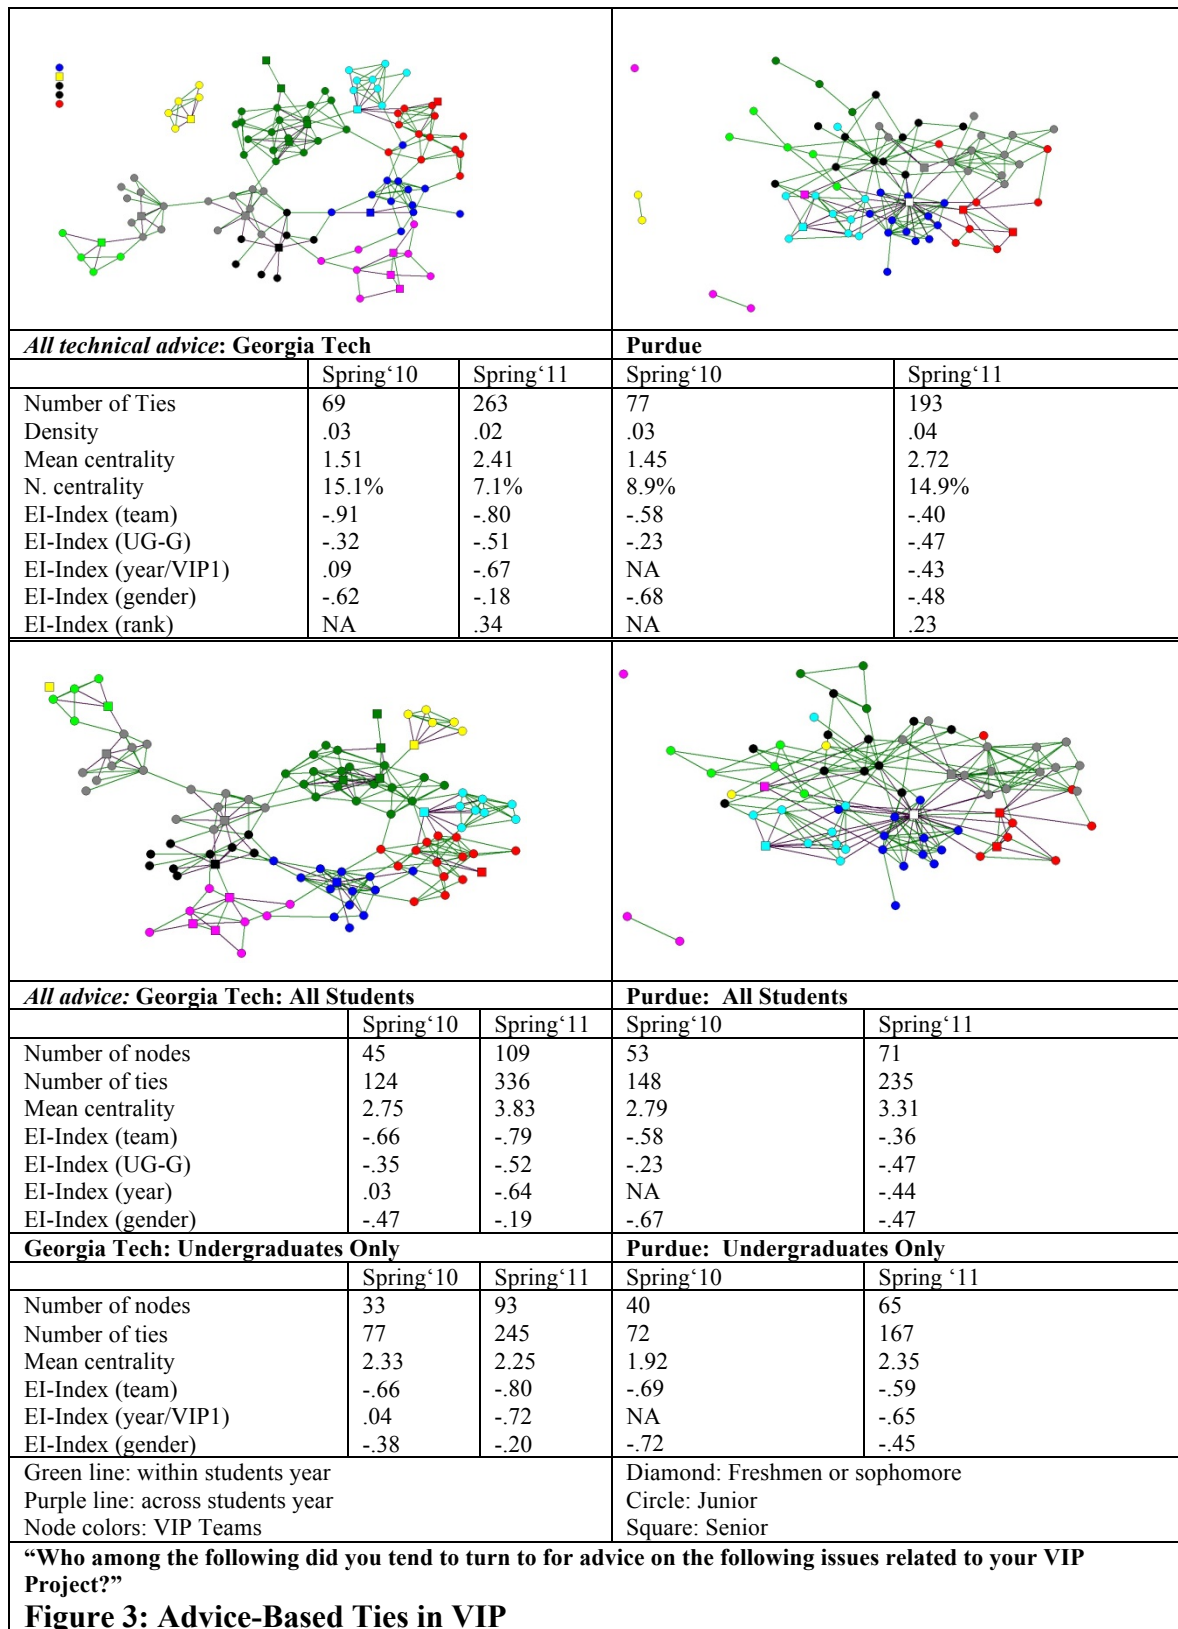 All technical advice: Georgia Tech Purdue
Spring‘10 Spring‘11 Spring‘10 Spring‘11
Number of Ties 69 263 77 193
Density .03 .02 .03 .04
Mean centrality 1.51 2.41 1.45 2.72
N. centrality 15.1% 7.1% 8.9% 14.9%
EI-Index (team) -.91 -.80 -.58 -.40
EI-Index (UG-G) -.32 -.51 -.23 -.47
EI-Index (year/VIP1) .09 -.67 NA -.43
EI-Index (gender) -.62 -.18 -.68 -.48
EI-Index (rank) NA .34 NA .23
All advice: Georgia Tech: All Students Purdue: All Students
Spring‘10 Spring‘11 Spring‘10 Spring‘11
Number of nodes 45 109 53 71
Number of ties 124 336 148 235
Mean centrality 2.75 3.83 2.79 3.31
EI-Index (team) -.66 -.79 -.58 -.36
EI-Index (UG-G) -.35 -.52 -.23 -.47
EI-Index (year) .03 -.64 NA -.44
EI-Index (gender) -.47 -.19 -.67 -.47
Georgia Tech: Undergraduates Only Purdue: Undergraduates Only
Spring‘10 Spring‘11 Spring‘10 Spring ‘11
Number of nodes 33 93 40 65
Number of ties 77 245 72 167
Mean centrality 2.33 2.25 1.92 2.35
EI-Index (team) -.66 -.80 -.69 -.59
EI-Index (year/VIP1) .04 -.72 NA -.65
EI-Index (gender) -.38 -.20 -.72 -.45
Green line: within students year Diamond: Freshmen or sophomore
Purple line: across students year Circle: Junior
Node colors: VIP Teams Square: Senior
“Who among the following did you tend to turn to for advice on the following issues related to your VIP
Project?”
Figure 3: Advice-Based Ties in VIP